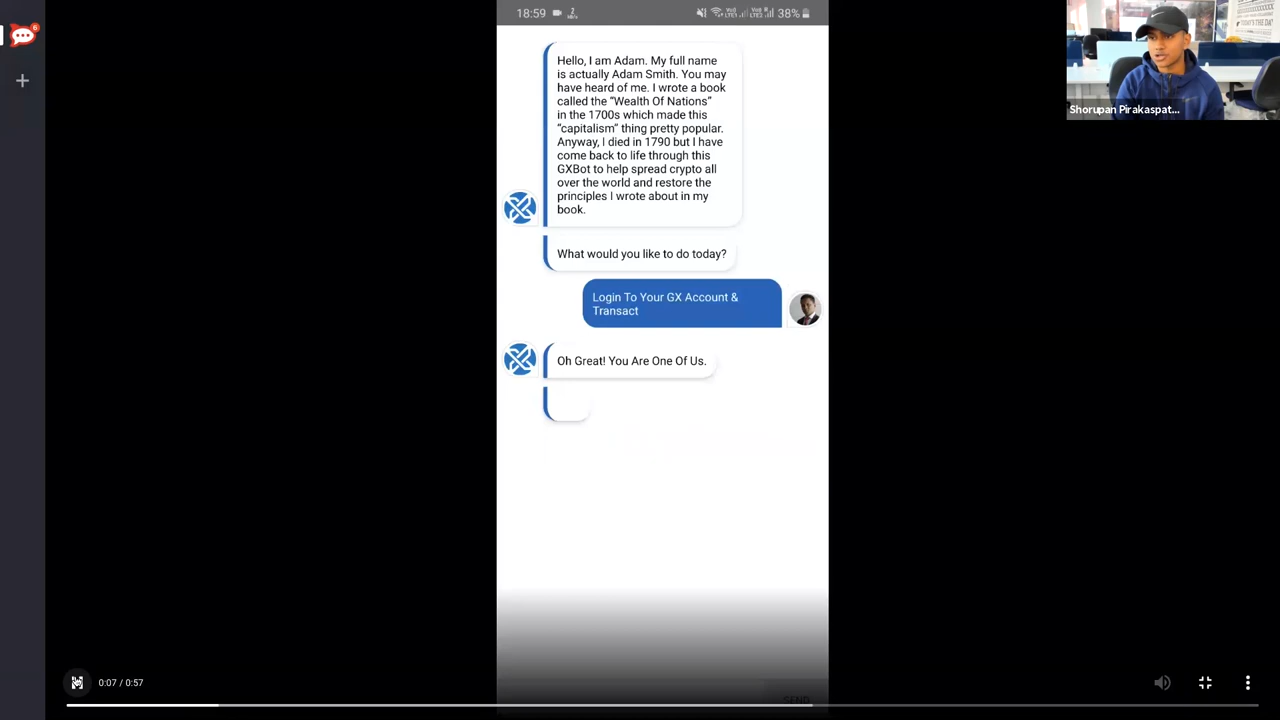 18:59
2
KB/s
38%
6
Hello, I am Adam. My full name
is actually Adam Smith. You may
have heard of me. I wrote a book
called the “Wealth Of Nations”
in the 1700s which made this
“capitalism” thing pretty popular.
Anyway, I died in 1790 but I have
come back to life through this
GXBot to help spread crypto all
over the world and restore the
principles I wrote about in my
book.
What would you like to do today?
Login To Your GX Account &
Transact
Oh Great! You Are One Of Us.
SEND
Shorupan Pirakaspat...
0:07 / 0:57